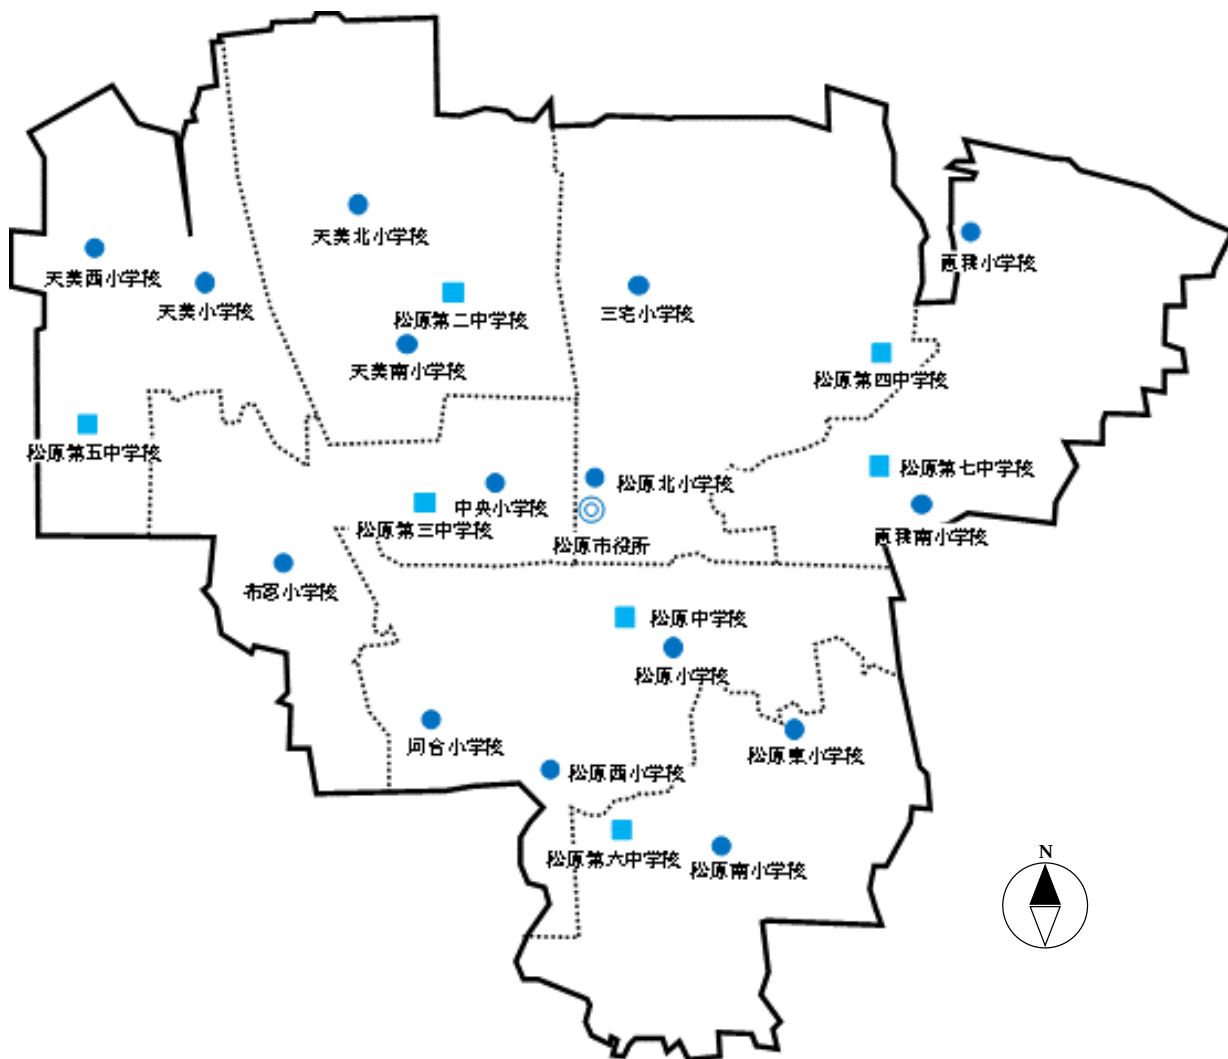 天美北小学校
恵我小学校
天美西小学校
天美小学校
松原第二中学校
三宅小学校
天美南小学校
松原第四中学校
松原第五中学校
松原第七中学校
松原北小学校
中央小学校
松原第三中学校
恵我南小学校
松原市役所
布忍小学校
松原中学校
松原小学校
河合小学校
松原東小学校
松原西小学校
松原第六中学校
松原南小学校
N